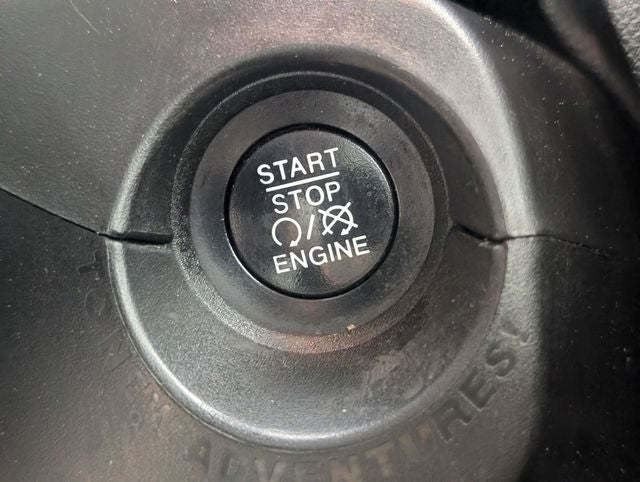 START
STOP
/
ENGINE
ADVENTURES!